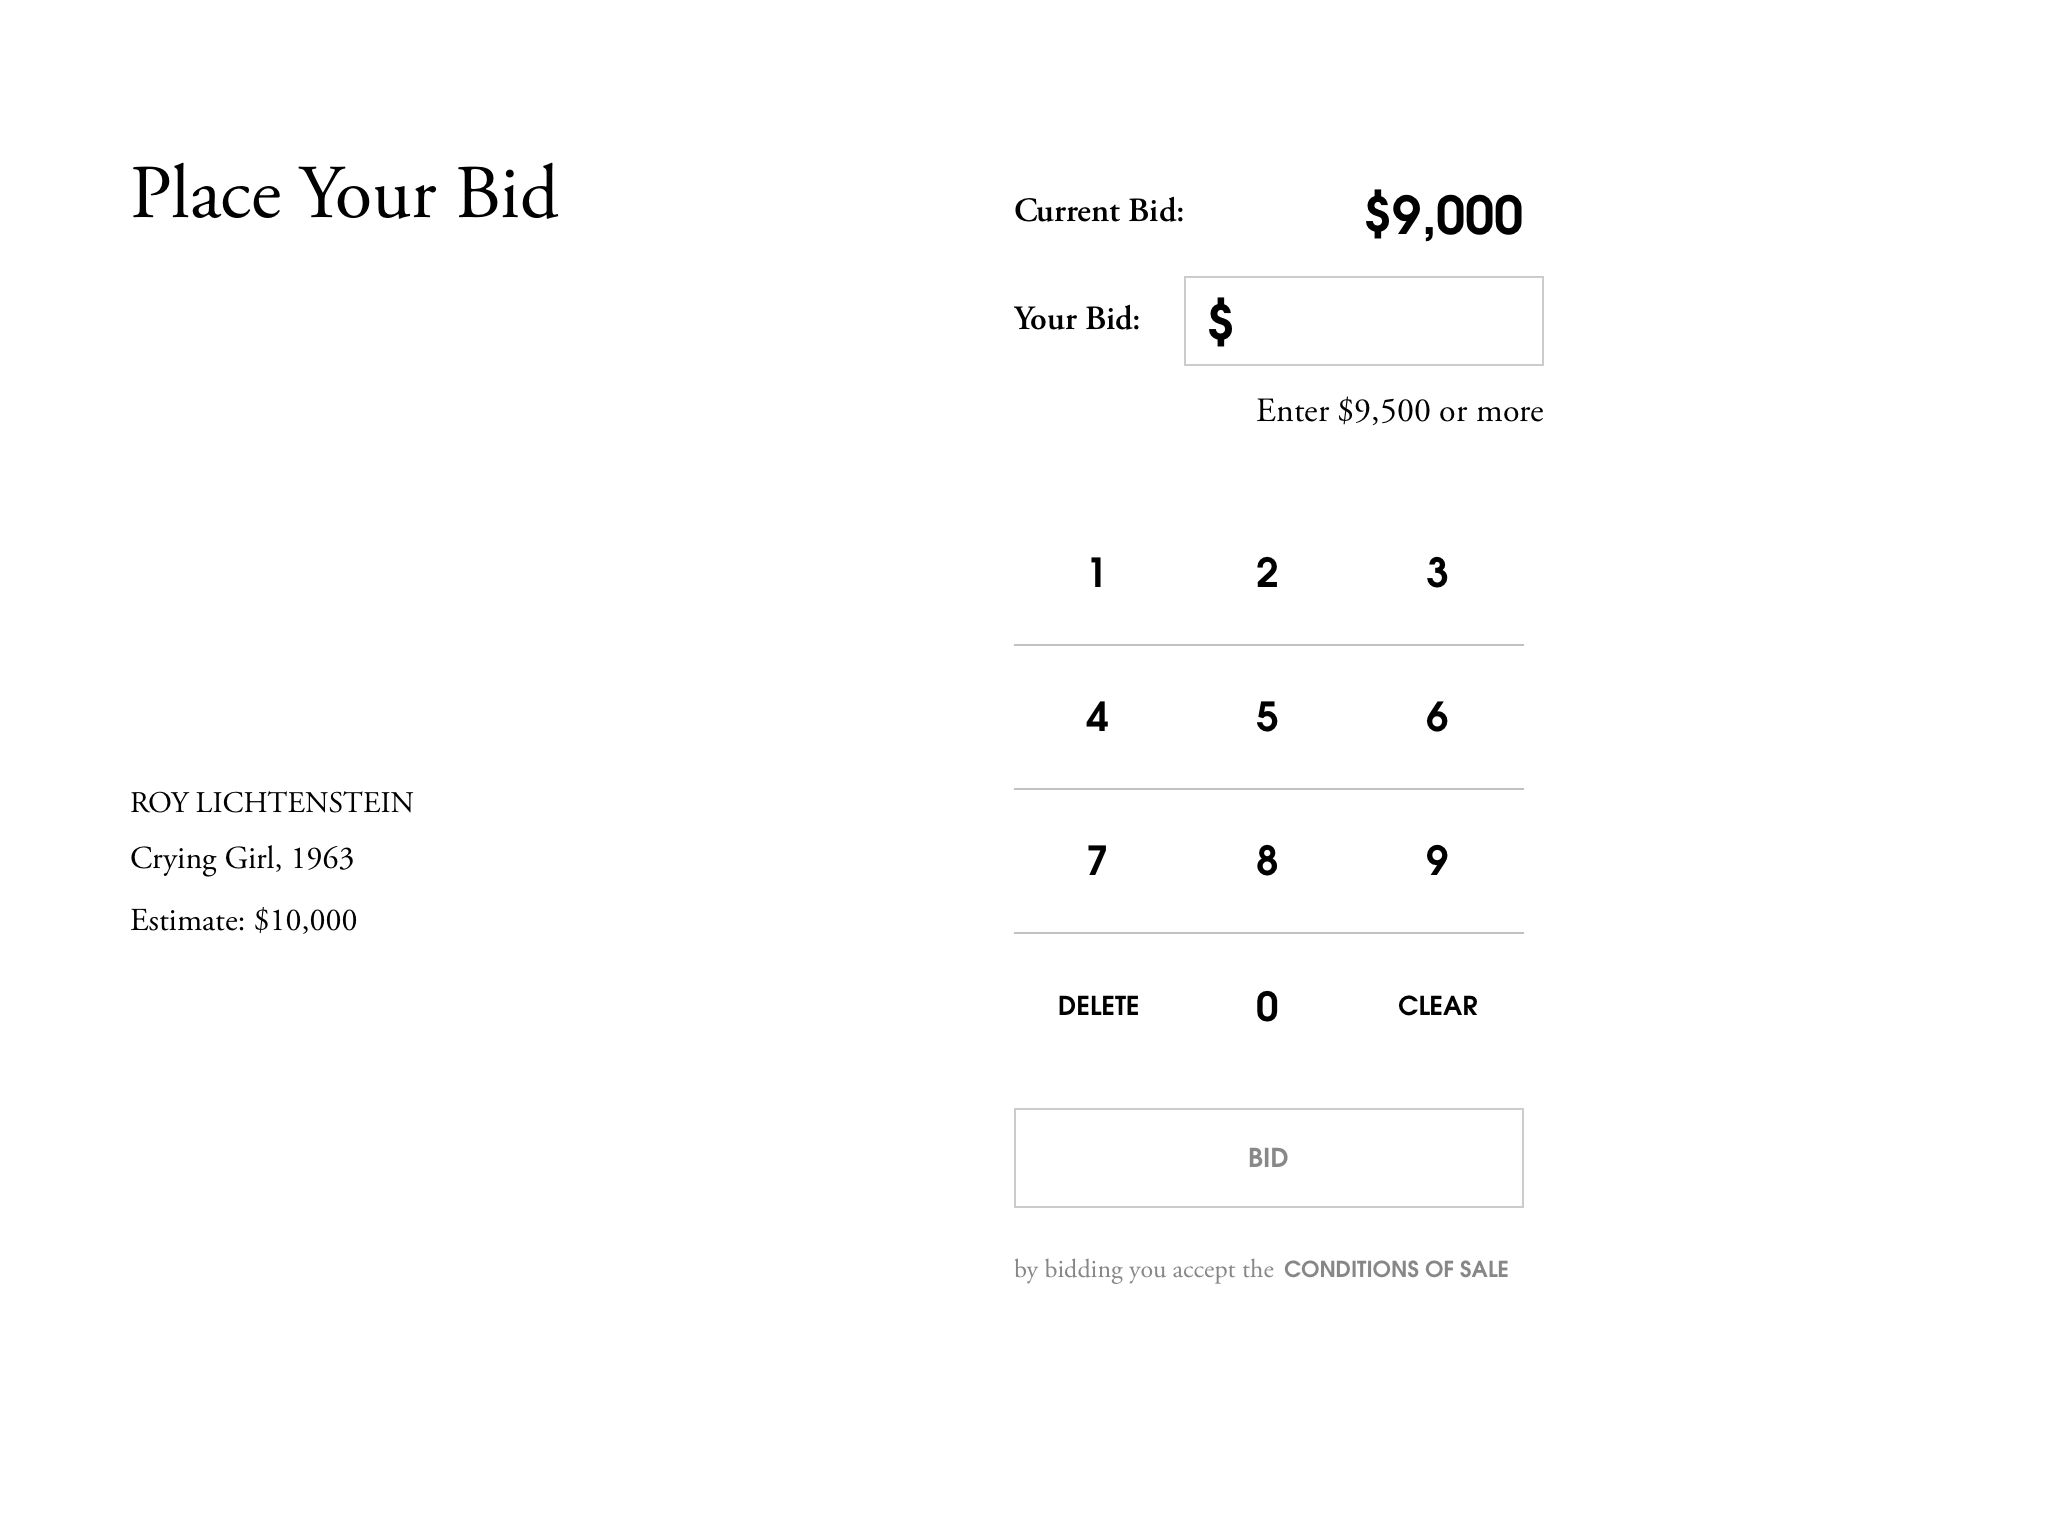 Place Your Bid
ROY LICHTENSTEIN
Crying Girl, 1963
Estimate: $10,000
Current Bid: $9,000
Your Bid: $
Enter $9,500 or more
1 2 3
4 5 6
7 8 9
DELETE 0 CLEAR
BID
by bidding you accept the CONDITIONS OF SALE